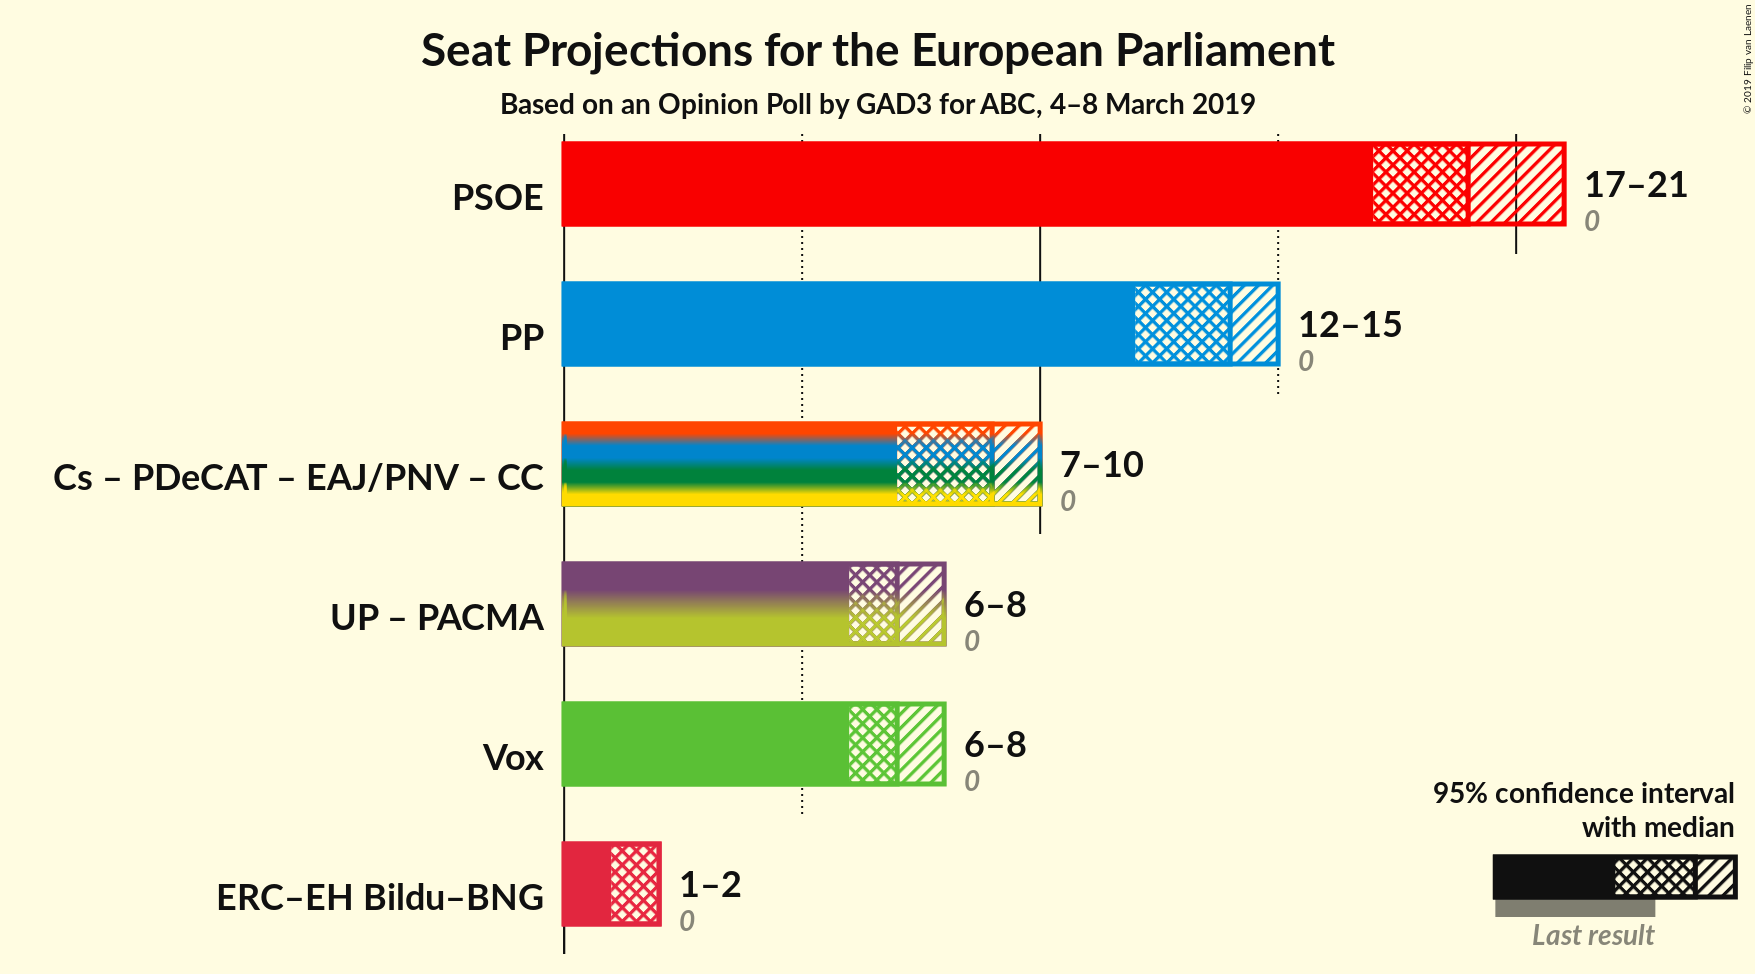 Seat Projections for the European Parliament
Based on an Opinion Poll by GAD3 for ABC, 4–8 March 2019
© 2019 Filip van Laenen
PSOE
17–21
0
PP
12–15
0
Cs – PDeCAT – EAJ/PNV – CC
7–10
0
UP – PACMA
6–8
0
Vox
6–8
0
ERC–EH Bildu–BNG
1–2
0
95% confidence interval
with median
Last result